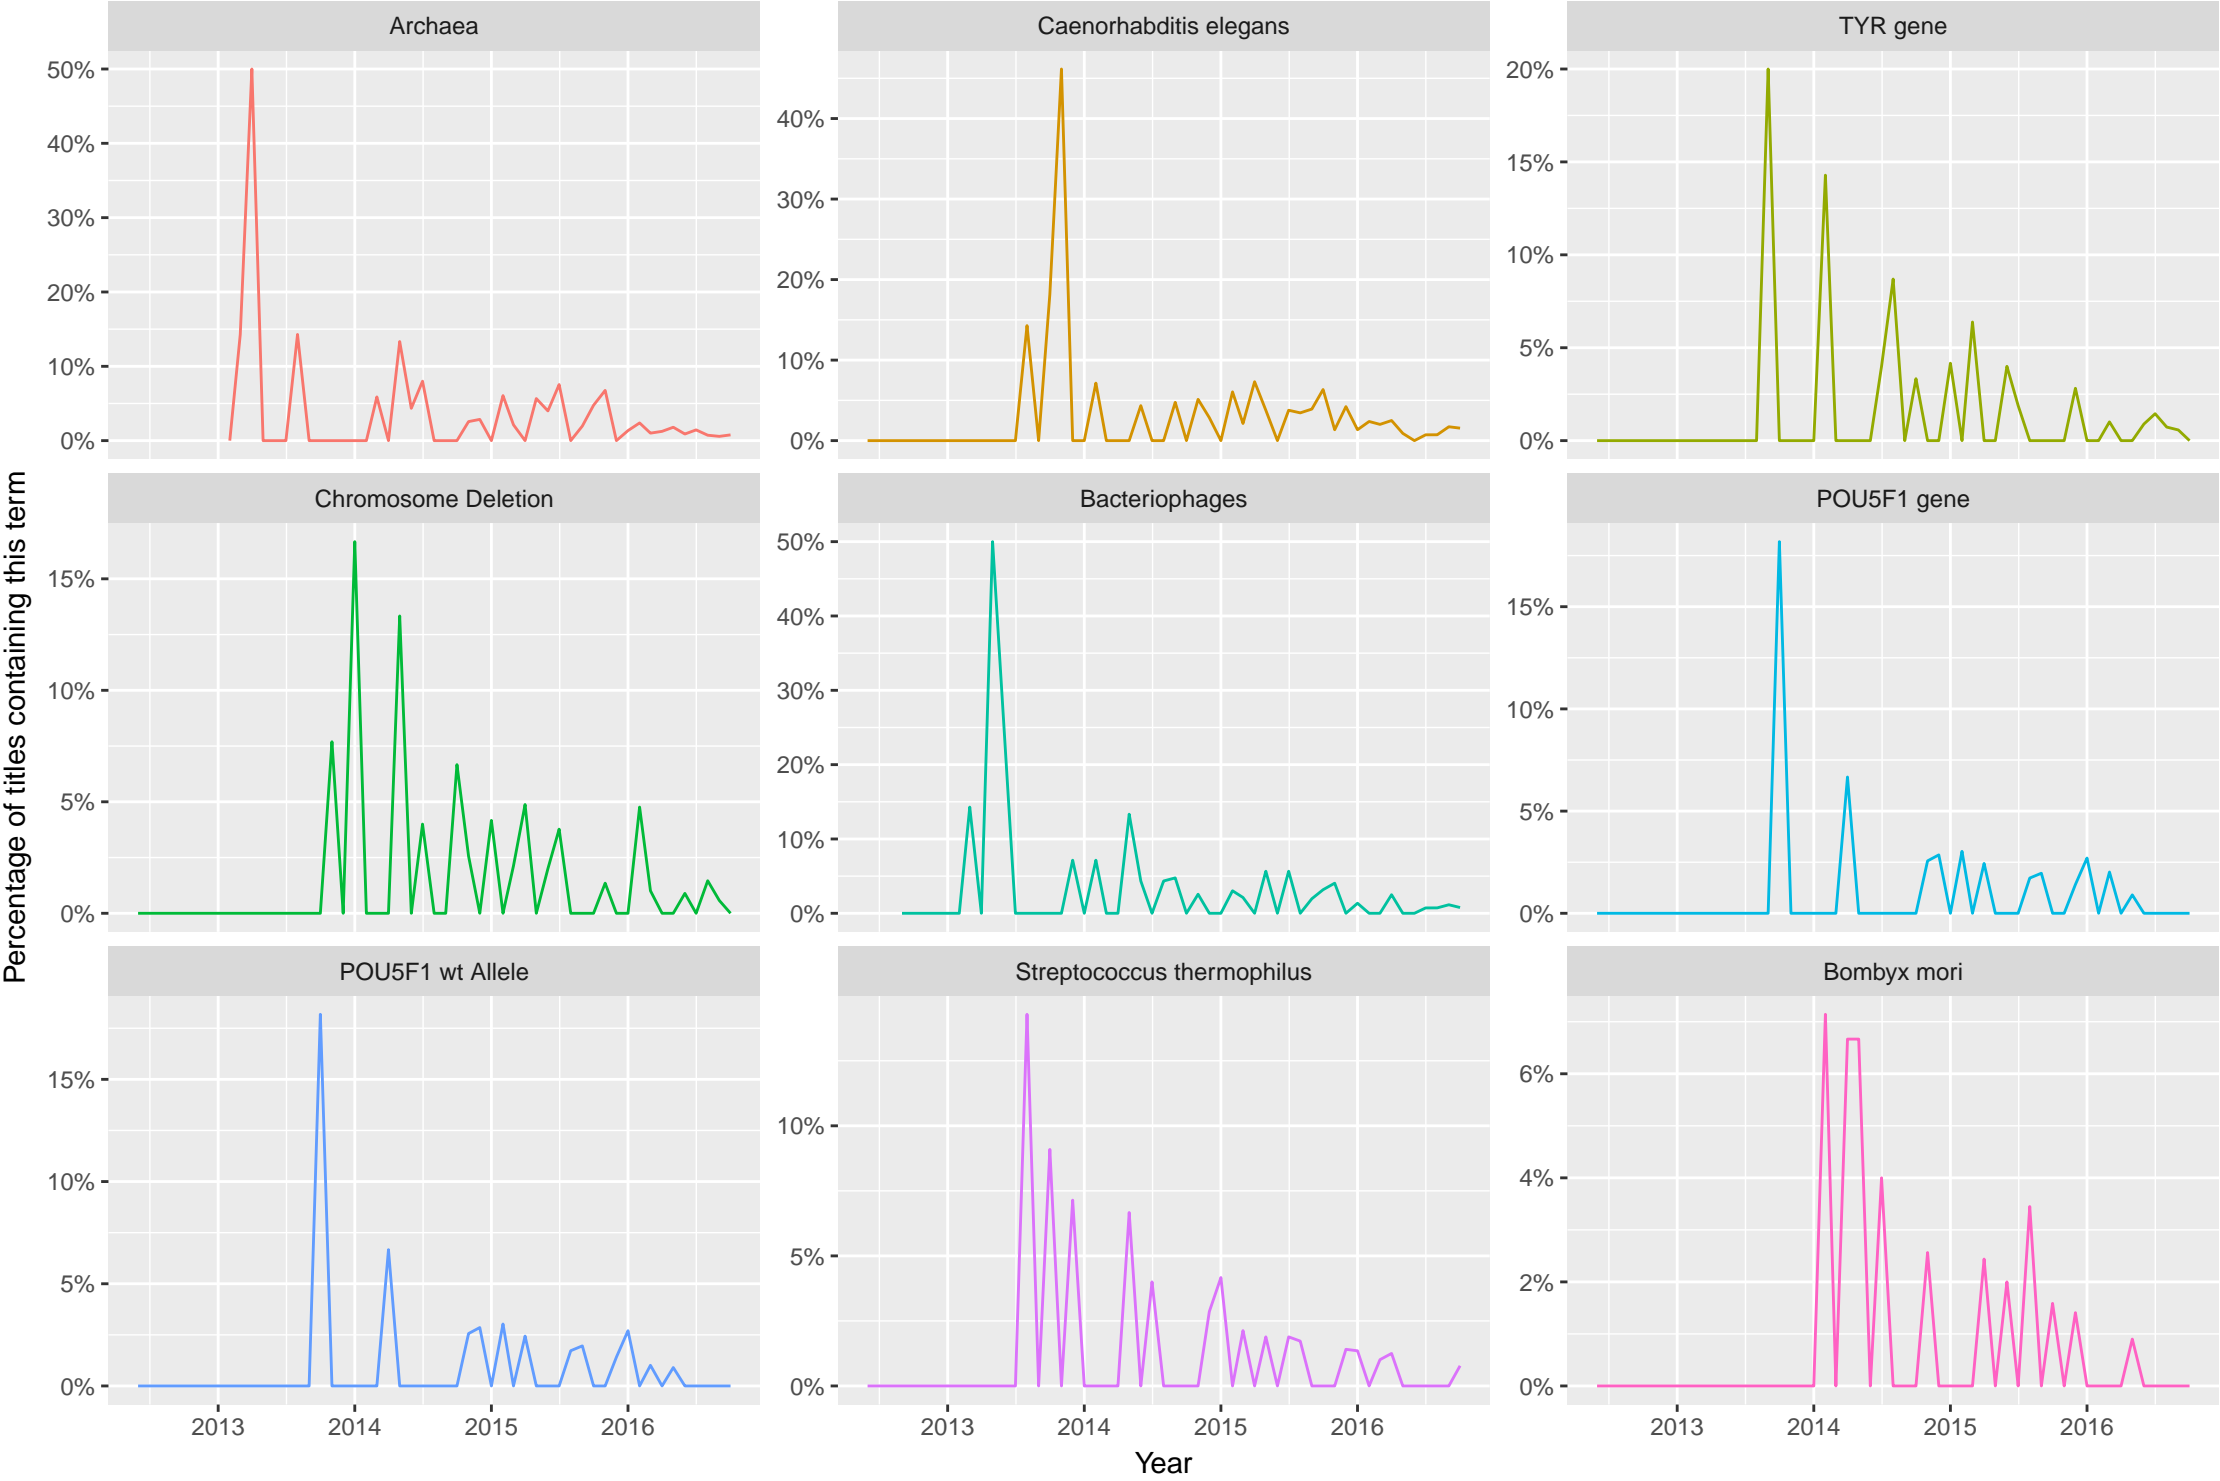 Archaea
Caenorhabditis elegans
TYR gene
50%
40%
30%
20%
10%
0%
40%
30%
20%
10%
0%
20%
15%
10%
5%
0%
Chromosome Deletion
Bacteriophages
POU5F1 gene
15%
10%
5%
0%
50%
40%
30%
20%
10%
0%
15%
10%
5%
0%
Percentage of titles containing this term
POU5F1 wt Allele
Streptococcus thermophilus
Bombyx mori
15%
10%
5%
0%
10%
5%
0%
6%
4%
2%
0%
2013 2014 2015 2016
2013 2014 2015 2016
2013 2014 2015 2016
Year